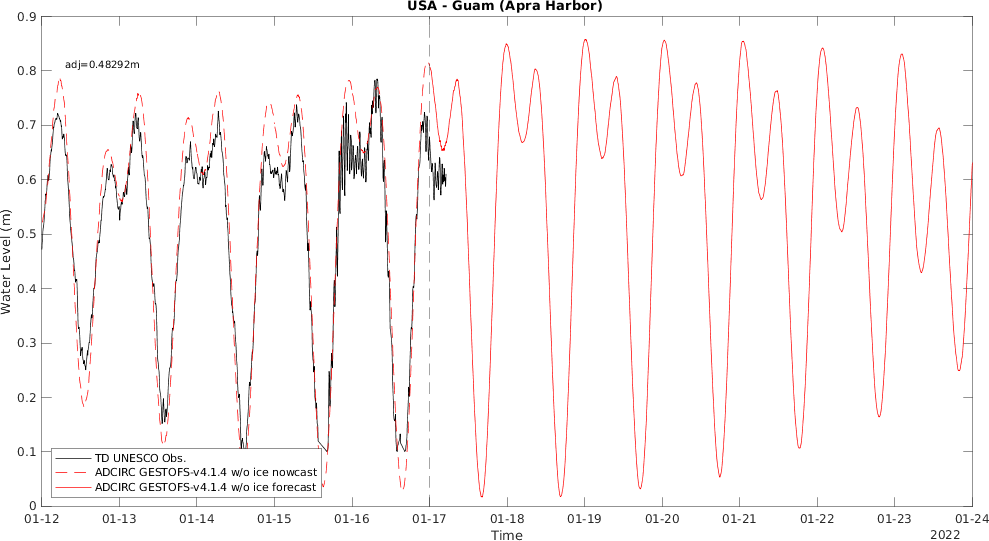 USA - Guam (Apra Harbor)
adj=0.48292m
Water Level (m)
0.9
0.8
0.7
0.6
0.5
0.4
0.3
0.2
0.1
0
TD UNESCO Obs.
ADCIRC GESTOFS-v4.1.4 w/o ice nowcast
ADCIRC GESTOFS-v4.1.4 w/o ice forecast
01-12 01-13 01-14 01-15 01-16 01-17 01-18 01-19 01-20 01-21 01-22 01-23 01-24
Time
2022